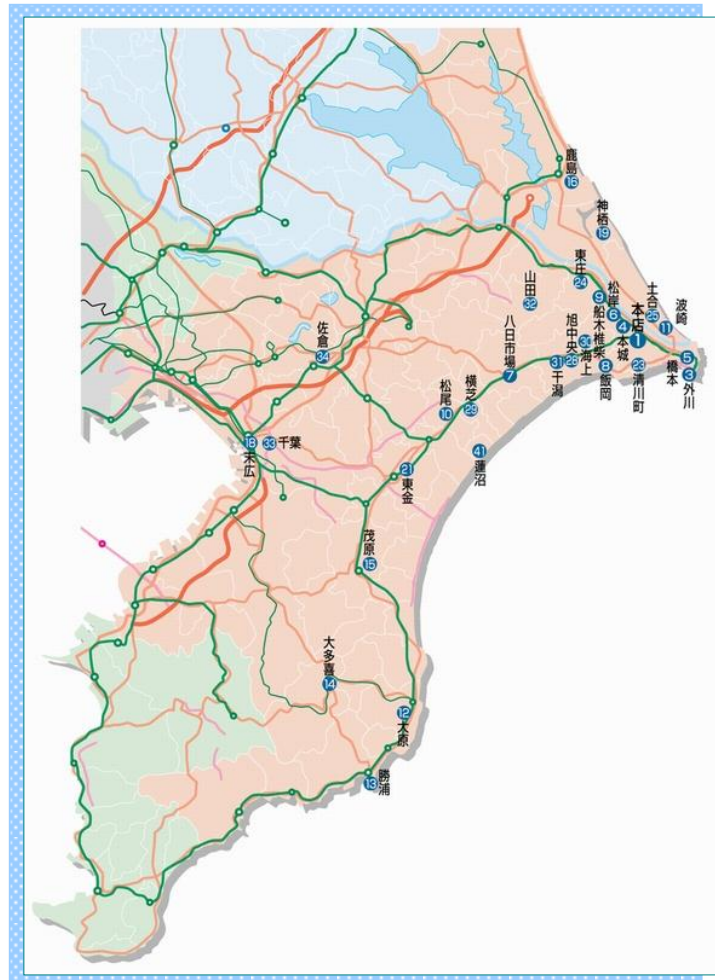 鹿島
16
神栖
19
東庄
24
山田
32
松岸
6
船木椎柴
9
土合
25
波崎
11
本店
1
本城
4
橋本
5
外川
3
清川町
23
飯岡
8
海上
30
旭中央
28
干潟
31
八日市場
7
横芝
29
松尾
10
佐倉
34
蓮沼
41
東金
21
千葉
33
末広
18
茂原
15
大多喜
14
大原
12
勝浦
13